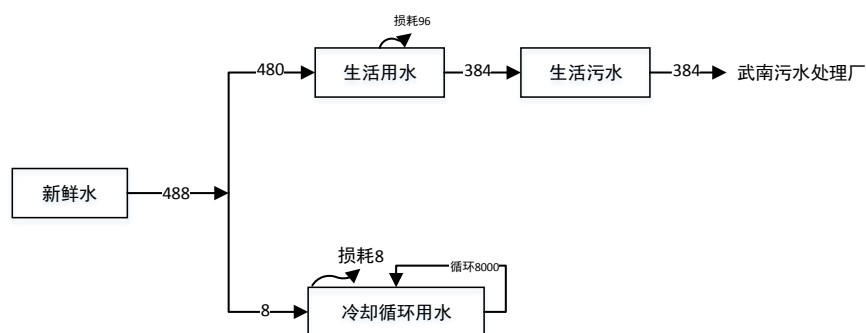 损耗96
480
生活用水
384
生活污水
384
武南污水处理厂
新鲜水
488
损耗8
循环8000
8
冷却循环用水